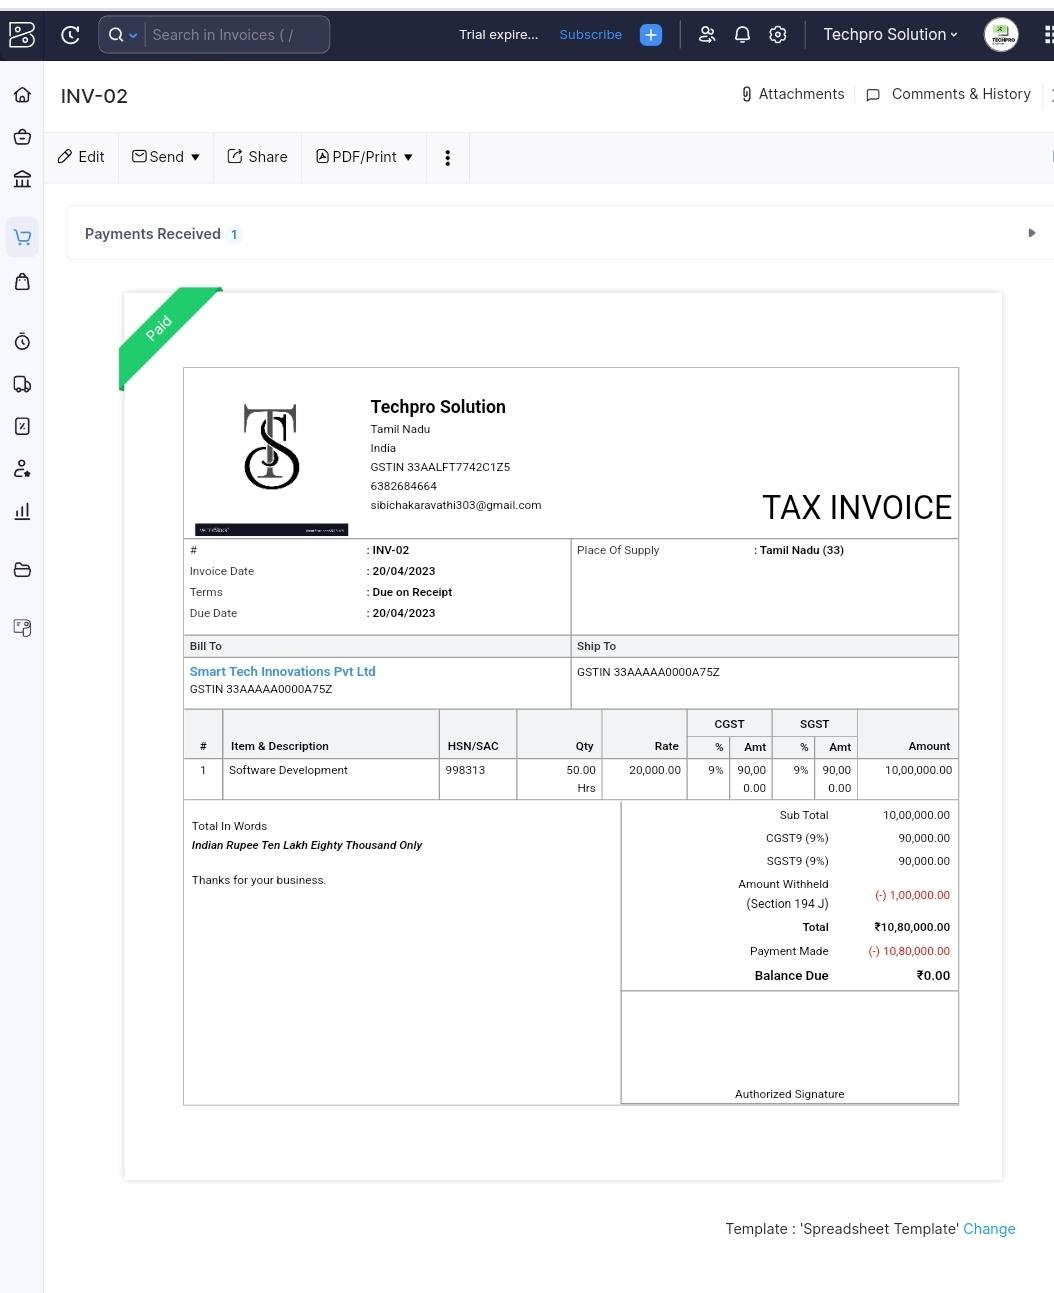 Search in Invoices ( /
Trial expire...
Subscribe
Techpro Solution
TECHPRO
INV-02
Attachments
Comments & History
Edit
Send
Share
PDF/Print
Payments Received 1
Paid
TS
Techpro Solution
Tamil Nadu
India
GSTIN 33AALFT7742C1Z5
6382684664
sibichakaravathi303@gmail.com
TAX INVOICE
# : INV-02
Invoice Date : 20/04/2023
Terms : Due on Receipt
Due Date : 20/04/2023
Place Of Supply : Tamil Nadu (33)
Bill To
Ship To
Smart Tech Innovations Pvt Ltd
GSTIN 33AAAAA0000A75Z
GSTIN 33AAAAA0000A75Z
CGST SGST
# Item & Description HSN/SAC Qty Rate % Amt % Amt Amount
1 Software Development 998313 50.00 20,000.00 9% 90,00 9% 90,00 10,00,000.00
Hrs 0.00 0.00
Total In Words
Indian Rupee Ten Lakh Eighty Thousand Only
Thanks for your business.
Sub Total 10,00,000.00
CGST9 (9%) 90,000.00
SGST9 (9%) 90,000.00
Amount Withheld
(Section 194 J) (-) 1,00,000.00
Total ₹10,80,000.00
Payment Made (-) 10,80,000.00
Balance Due ₹0.00
Authorized Signature
Template : 'Spreadsheet Template' Change